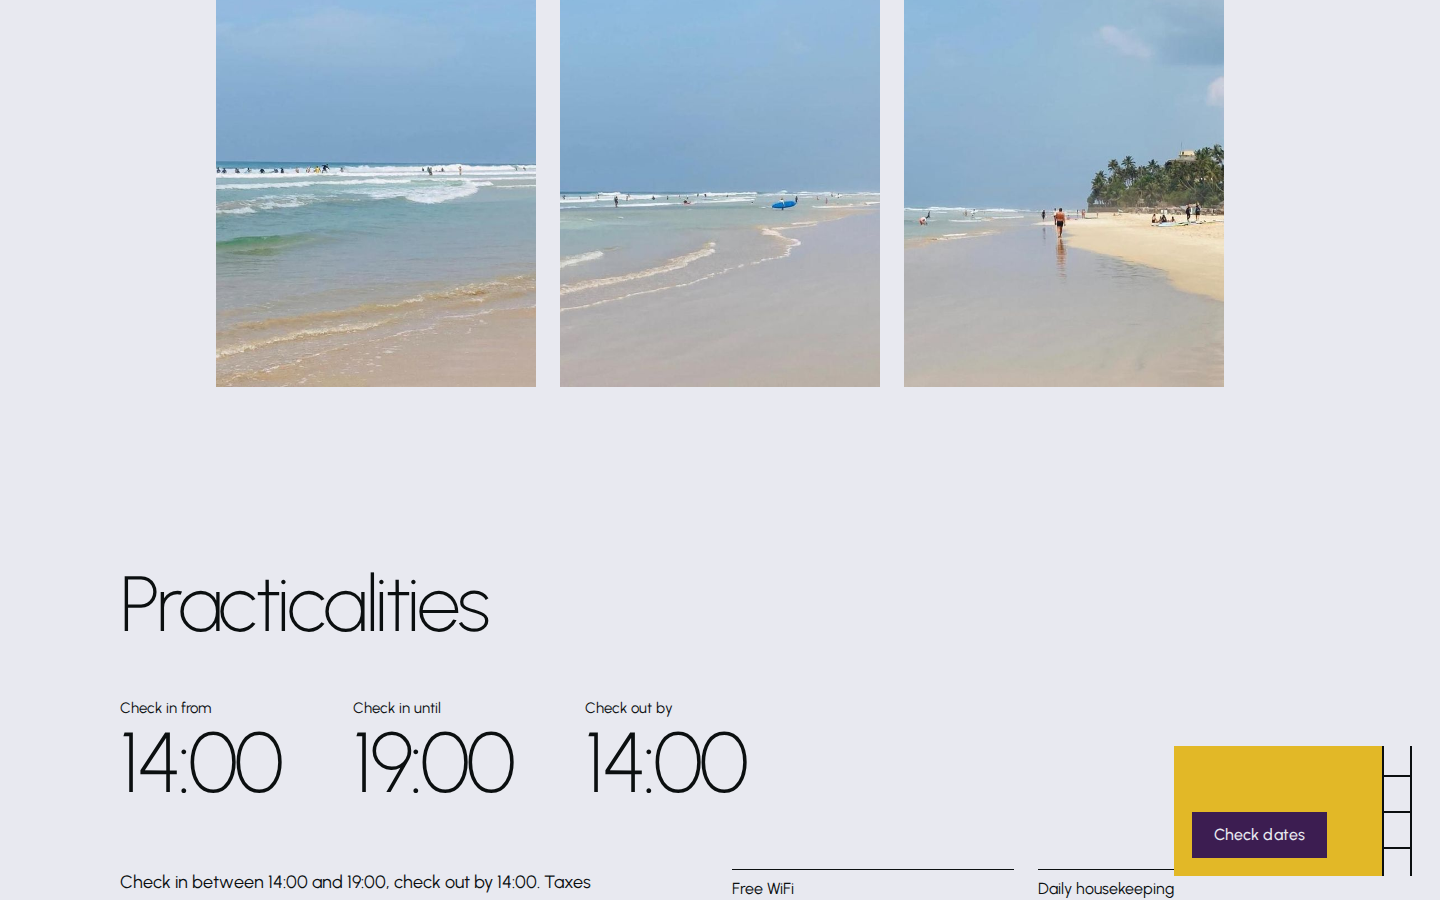 Practicalities
Check in from
14:00
Check in until
19:00
Check out by
14:00
Check in between 14:00 and 19:00, check out by 14:00. Taxes
Free WiFi
Daily housekeeping
Check dates